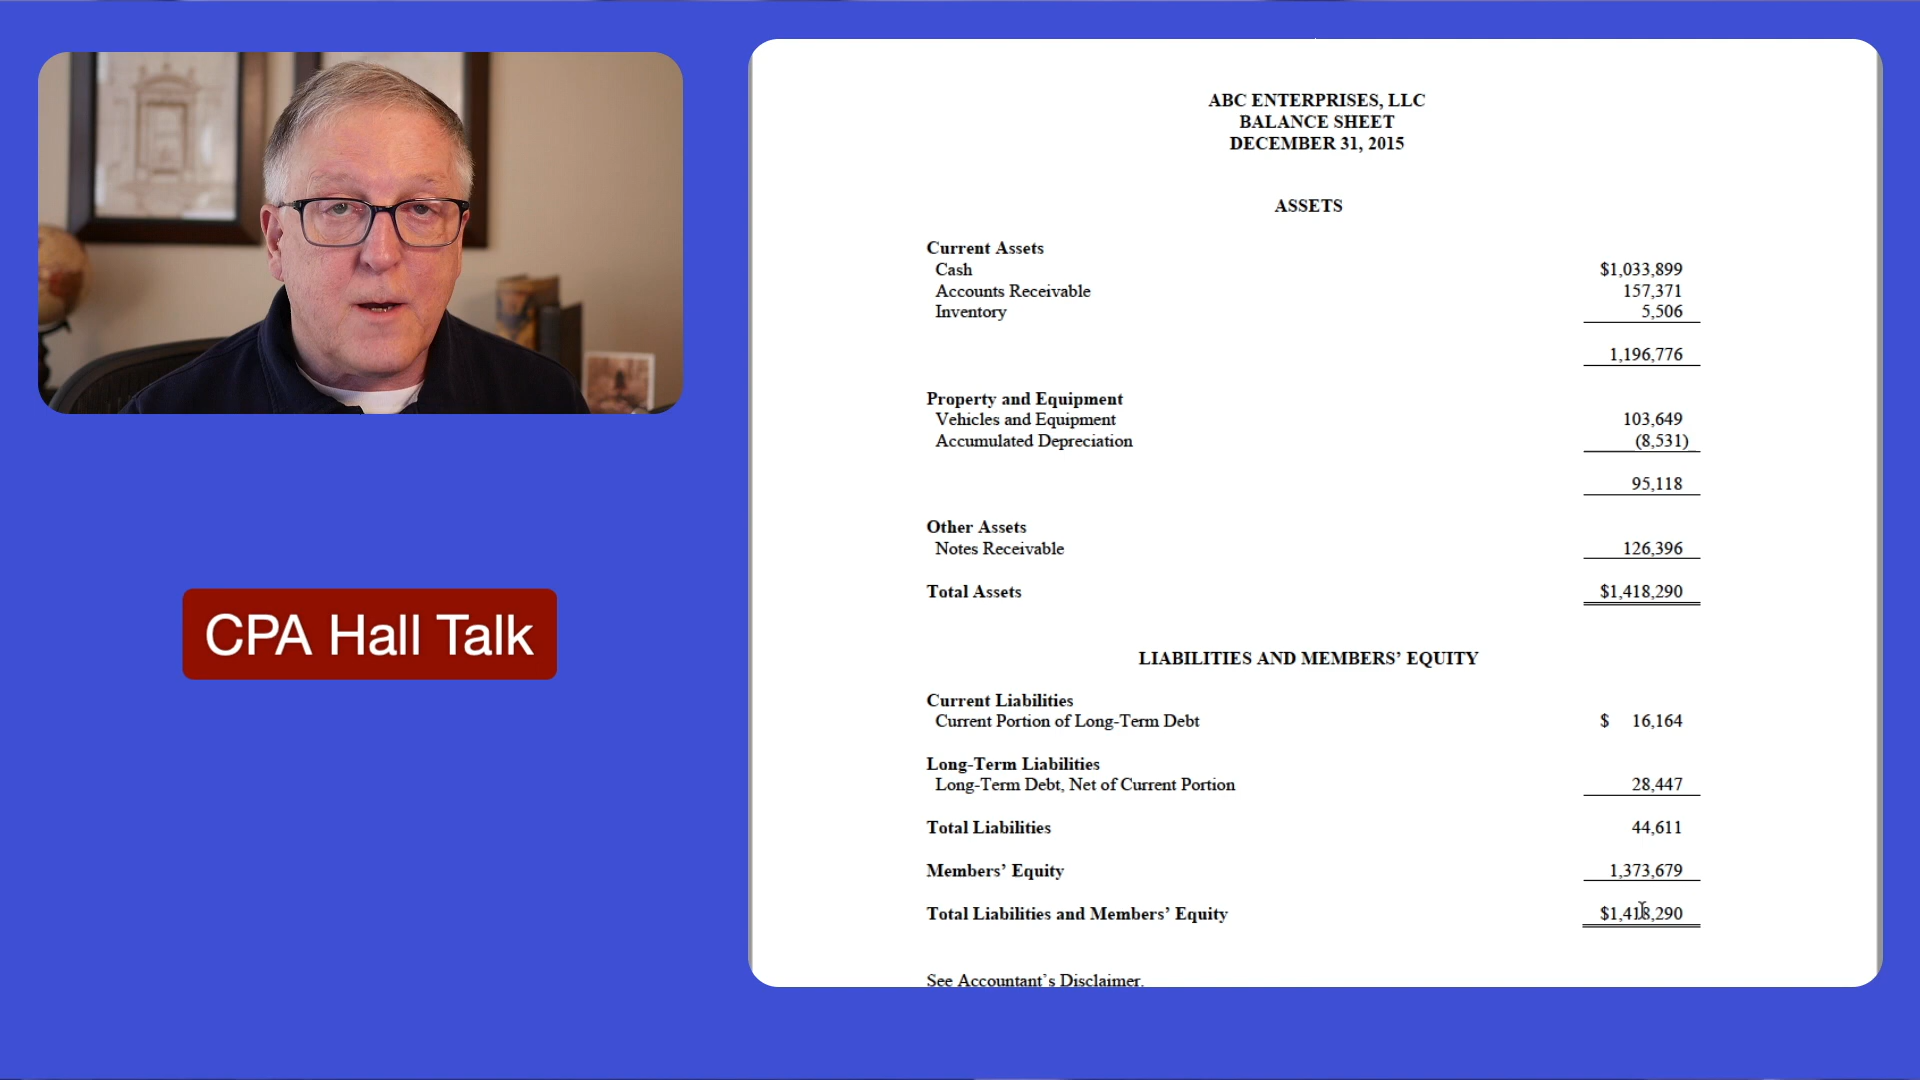 CPA Hall Talk
ABC ENTERPRISES, LLC
BALANCE SHEET
DECEMBER 31, 2015
ASSETS
Current Assets
Cash $1,033,899
Accounts Receivable 157,371
Inventory 5,506
1,196,776
Property and Equipment
Vehicles and Equipment 103,649
Accumulated Depreciation (8,531)
95,118
Other Assets
Notes Receivable 126,396
Total Assets $1,418,290
LIABILITIES AND MEMBERS’ EQUITY
Current Liabilities
Current Portion of Long-Term Debt $ 16,164
Long-Term Liabilities
Long-Term Debt, Net of Current Portion 28,447
Total Liabilities 44,611
Members’ Equity 1,373,679
Total Liabilities and Members’ Equity $1,418,290
See Accountant’s Disclaimer.